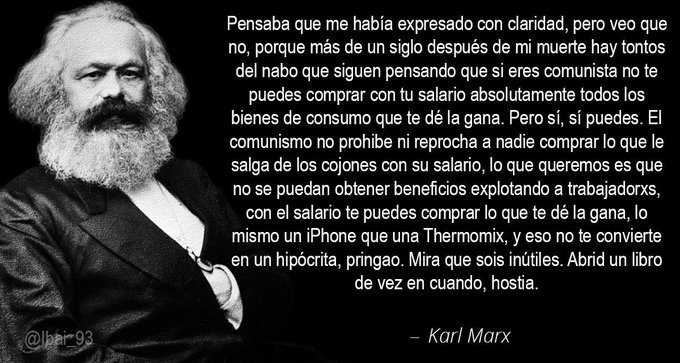 Pensaba que me había expresado con claridad, pero veo que
no, porque más de un siglo después de mi muerte hay tontos
del nabo que siguen pensando que si eres comunista no te
puedes comprar con tu salario absolutamente todos los
bienes de consumo que te dé la gana. Pero sí, sí puedes. El
comunismo no prohibe ni reprocha a nadie comprar lo que le
salga de los cojones con su salario, lo que queremos es que
no se puedan obtener beneficios explotando a trabajadorxs,
con el salario te puedes comprar lo que te dé la gana, lo
mismo un iPhone que una Thermomix, y eso no te convierte
en un hipócrita, pringao. Mira que sois inútiles. Abrid un libro
de vez en cuando, hostia.
– Karl Marx
@Ibai_93